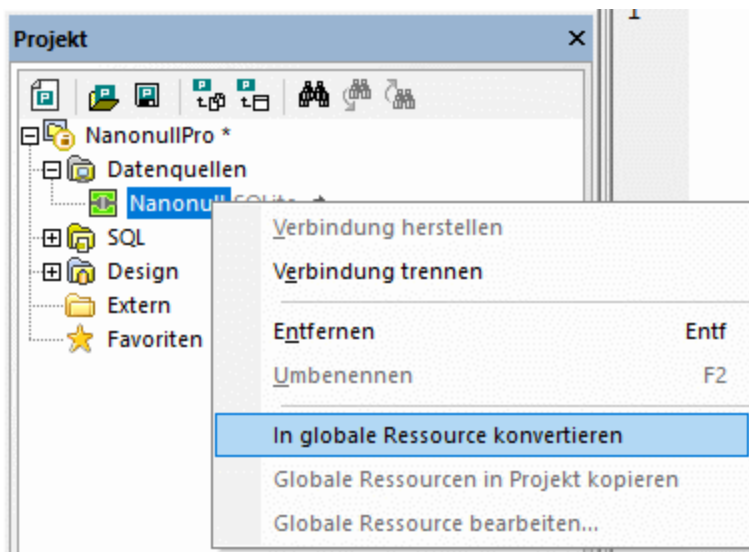 Projekt
1
NanonullPro *
Datenquellen
Nanonull
Verbindung herstellen
SQL
Verbindung trennen
Design
Extern
Entfernen Entf
Favoriten
Umbenennen F2
In globale Ressource konvertieren
Globale Ressourcen in Projekt kopieren
Globale Ressource bearbeiten...